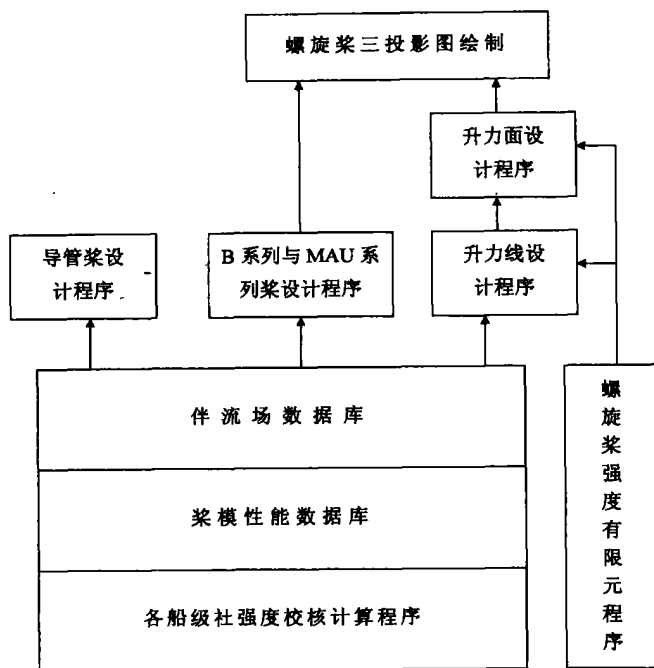 螺旋桨三投影图绘制
升力面设
计程序
导管桨设
计程序
B系列与MAU系
列桨设计程序
升力线设
计程序
伴流场数据库
桨模性能数据库
各船级社强度校核计算程序
螺
旋
桨
强
度
有
限
元
程
序